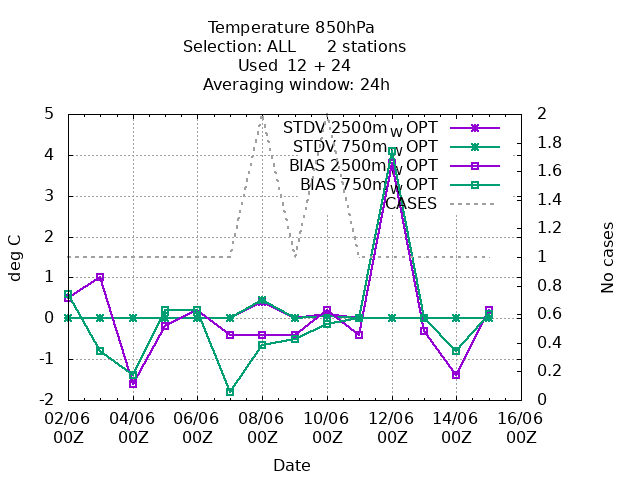 Temperature 850hPa
Selection: ALL 2 stations
Used 12 + 24
Averaging window: 24h
STDV 2500m_W OPT
STDV 750m_W OPT
BIAS 2500m_W OPT
BIAS 750m_W OPT
CASES
5
4
3
2
1
0
-1
-2
deg C
2
1.8
1.6
1.4
1.2
1
0.8
0.6
0.4
0.2
0
No cases
02/06 04/06 06/06 08/06 10/06 12/06 14/06 16/06
00Z 00Z 00Z 00Z 00Z 00Z 00Z 00Z
Date